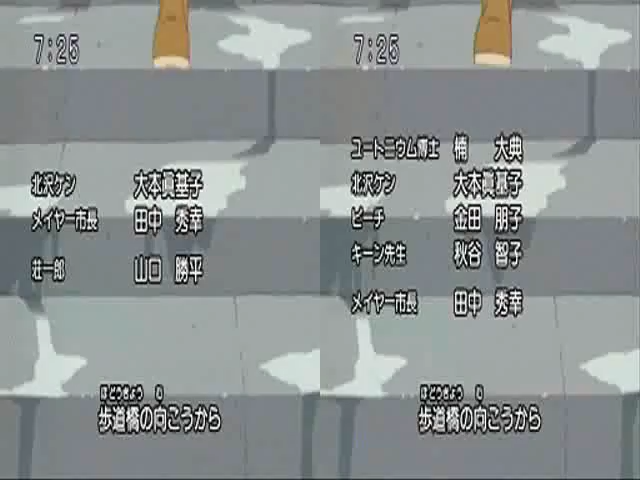 7:25
北沢ケン 大本眞基子
メイヤー市長 田中 秀幸
荘一郎 山口 勝平
ほどうきょう む
歩道橋の向こうから
7:25
ユートニウム博士 楠 大典
北沢ケン 大本眞基子
ピーチ 金田 朋子
キーン先生 秋谷 智子
メイヤー市長 田中 秀幸
ほどうきょう む
歩道橋の向こうから